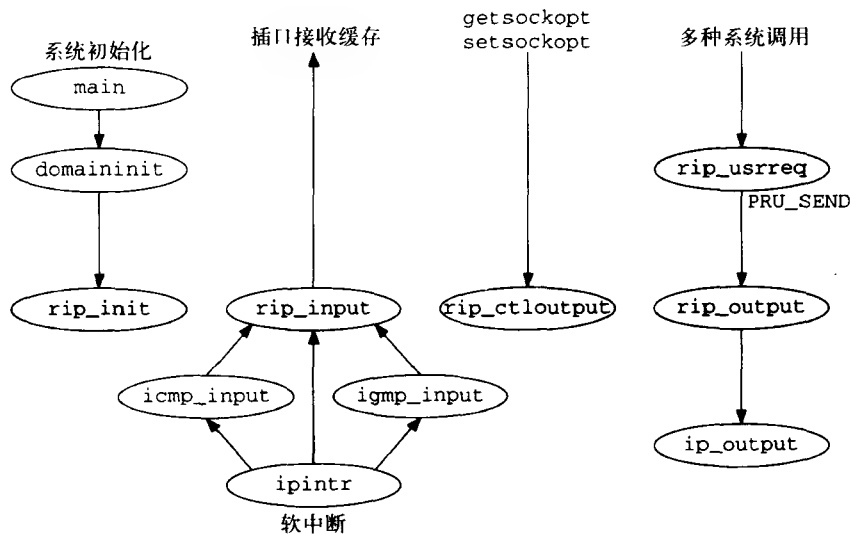 系统初始化
main
domaininit
rip_init
插口接收缓存
rip_input
icmp_input
igmp_input
ipintr
软中断
getsockopt
setsockopt
rip_ctloutput
多种系统调用
rip_usrreq
PRU_SEND
rip_output
ip_output